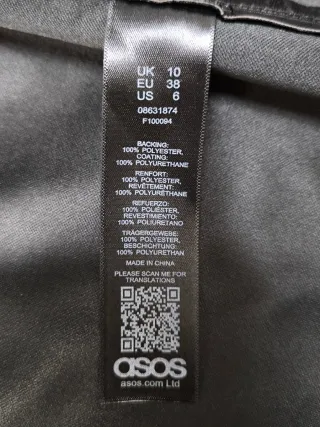 UK 10
EU 38
US 6
08631874
F100094
BACKING:
100% POLYESTER,
COATING:
100% POLYURETHANE
RENFORT:
100% POLYESTER,
REVÊTEMENT:
100% POLYURÉTHANE
REFUERZO:
100% POLIÉSTER,
REVESTIMIENTO:
100% POLIURETANO
TRÄGERGEWEBE:
100% POLYESTER,
BESCHICHTUNG:
100% POLYURETHAN
MADE IN CHINA
PLEASE SCAN ME FOR
TRANSLATIONS
asos
asos.com Ltd